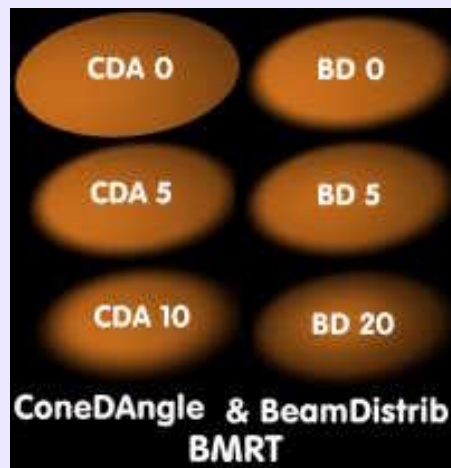 CDA 0 BD 0
CDA 5 BD 5
CDA 10 BD 20
ConeDAngle & BeamDistrib
BMRT